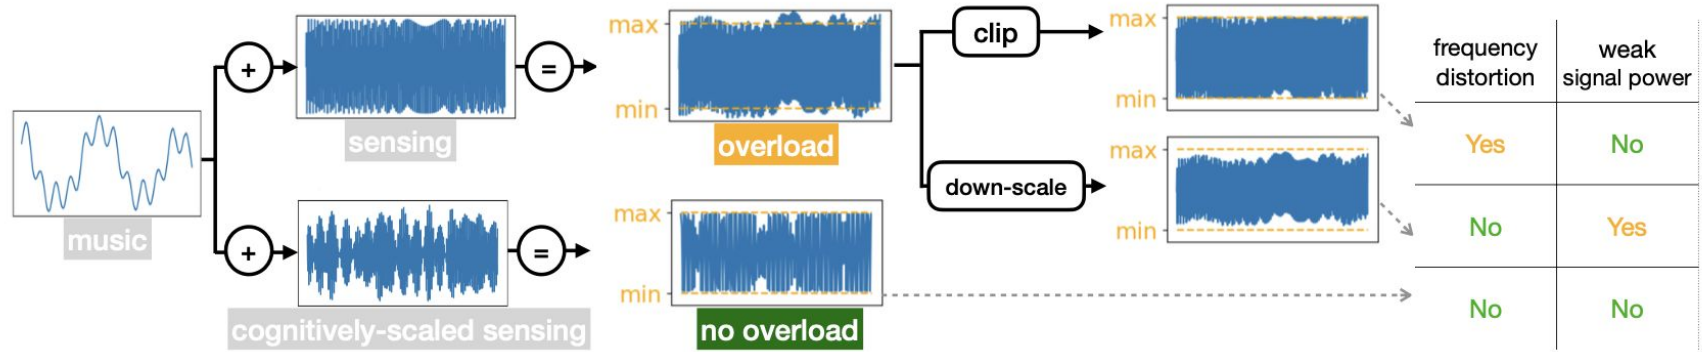 music
+
sensing
=
max
min
overload
clip
max
min
down-scale
max
min
+
cognitively-scaled sensing
=
max
min
no overload
frequency
distortion
weak
signal power
Yes
No
No
Yes
No
No